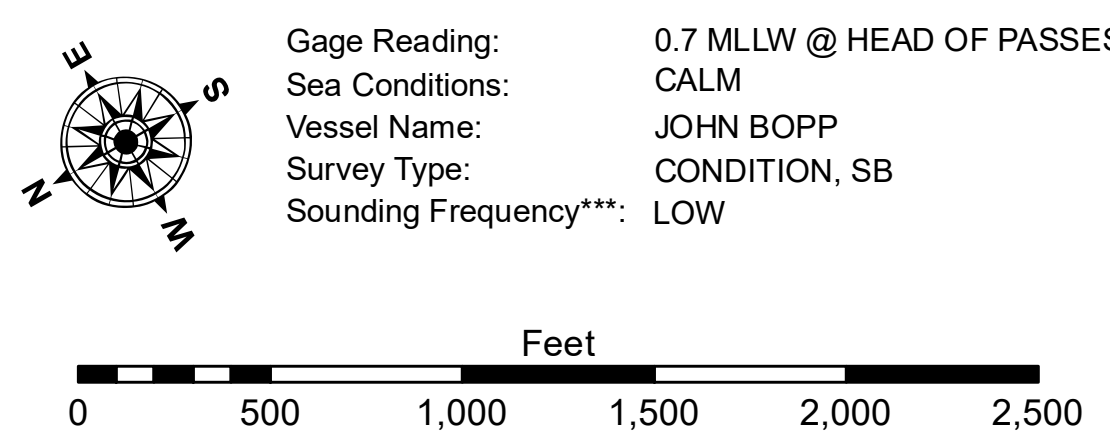 E
S
N
W
Gage Reading: 0.7 MLLW @ HEAD OF PASSES
Sea Conditions: CALM
Vessel Name: JOHN BOPP
Survey Type: CONDITION, SB
Sounding Frequency***: LOW
Feet
0 500 1,000 1,500 2,000 2,500